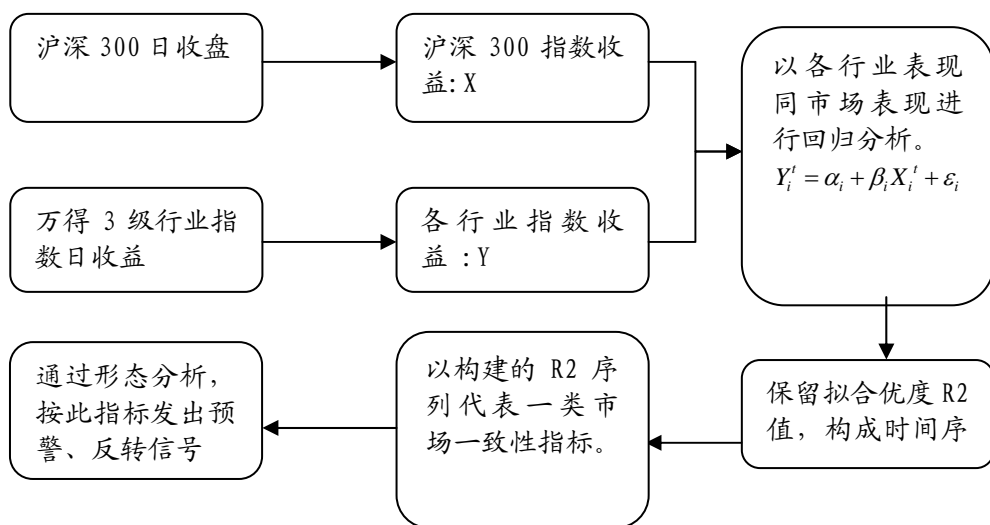 沪深 300 日收盘
沪深 300 指数收
益：X
以各行业表现
同市场表现进
行回归分析。
Y_i^t = α_i + β_i X_i^t + ε_i
万得 3 级行业指
数日收益
各行业指数收
益：Y
通过形态分析，
按此指标发出预
警、反转信号
以构建的 R2 序
列代表一类市
场一致性指标。
保留拟合优度 R2
值，构成时间序